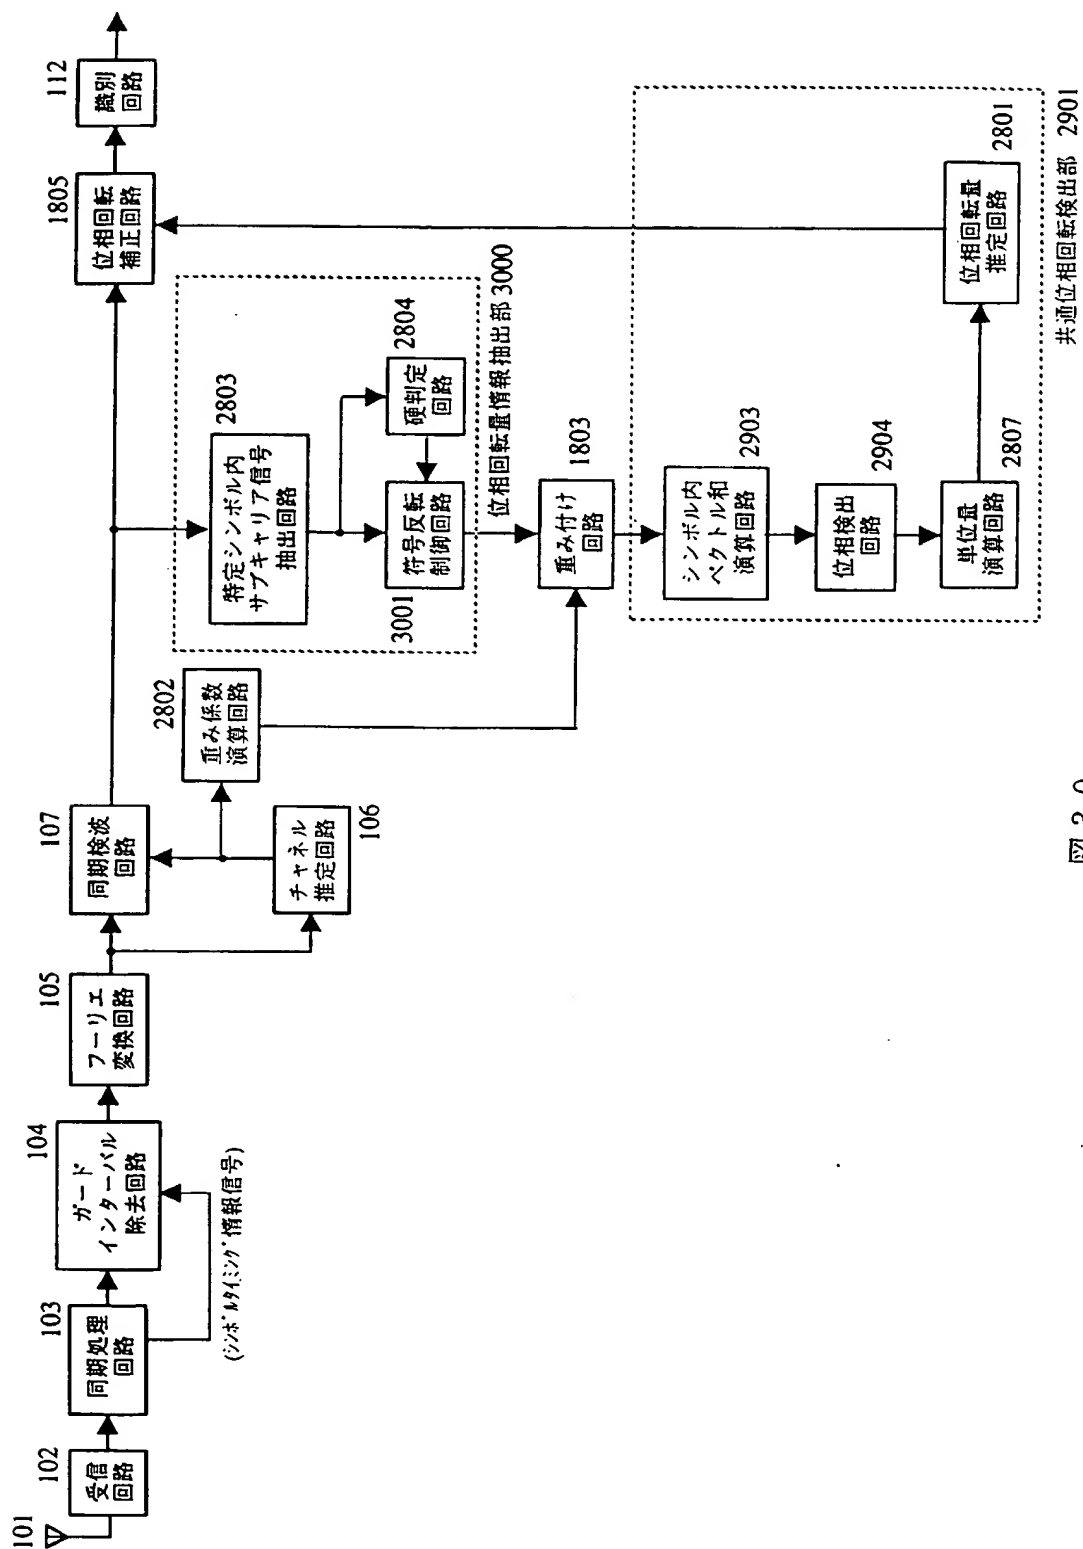 101
102
受信
回路
103
同期処理
回路
(シンボルタイミング情報信号)
104
ガード
インターバル
除去回路
105
フーリエ
変換回路
107
同期検波
回路
106
チャネル
推定回路
2802
重み係数
演算回路
2803
特定シンボル内
サブキャリア信号
抽出回路
2804
硬判定
回路
3001
符号反転
制御回路
位相回転量情報抽出部 3000
1803
重み付け
回路
1805
位相回転
補正回路
112
識別
回路
2903
シンボル内
ベクトル和
演算回路
2904
位相検出
回路
2807
単位量
演算回路
2801
位相回転量
推定回路
共通位相回転検出部 2901
図30